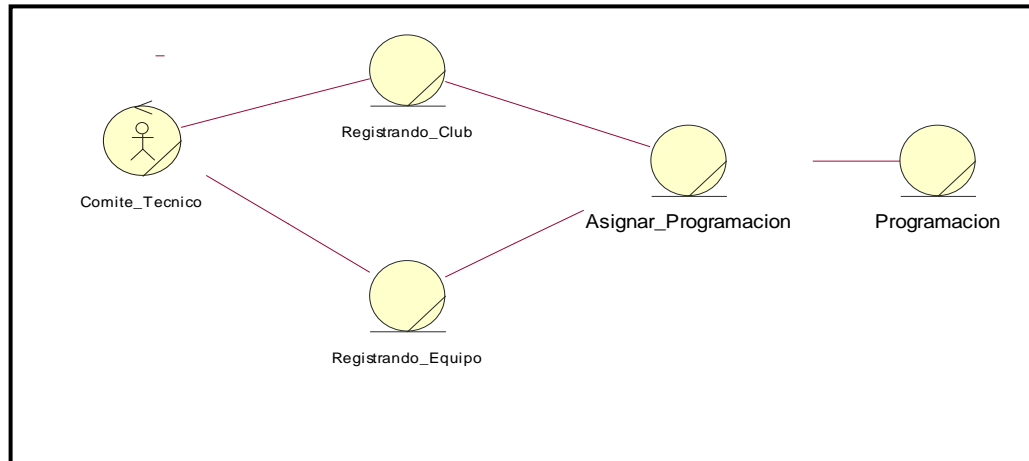 Registrando_Club
Comite_Tecnico
Asignar_Programacion
Programacion
Registrando_Equipo